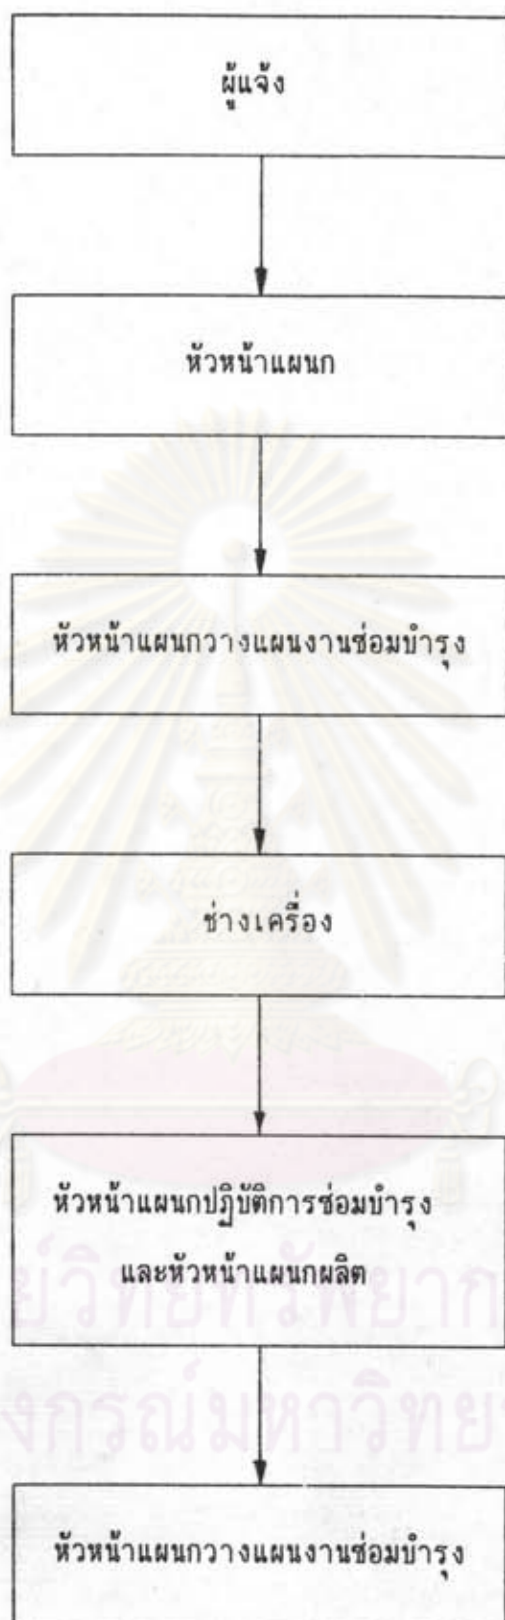 ผู้แจ้ง
หัวหน้าแผนก
หัวหน้าแผนกวางแผนงานซ่อมบำรุง
ช่างเครื่อง
หัวหน้าแผนกปฏิบัติการซ่อมบำรุง
และหัวหน้าแผนกผลิต
หัวหน้าแผนกวางแผนงานซ่อมบำรุง